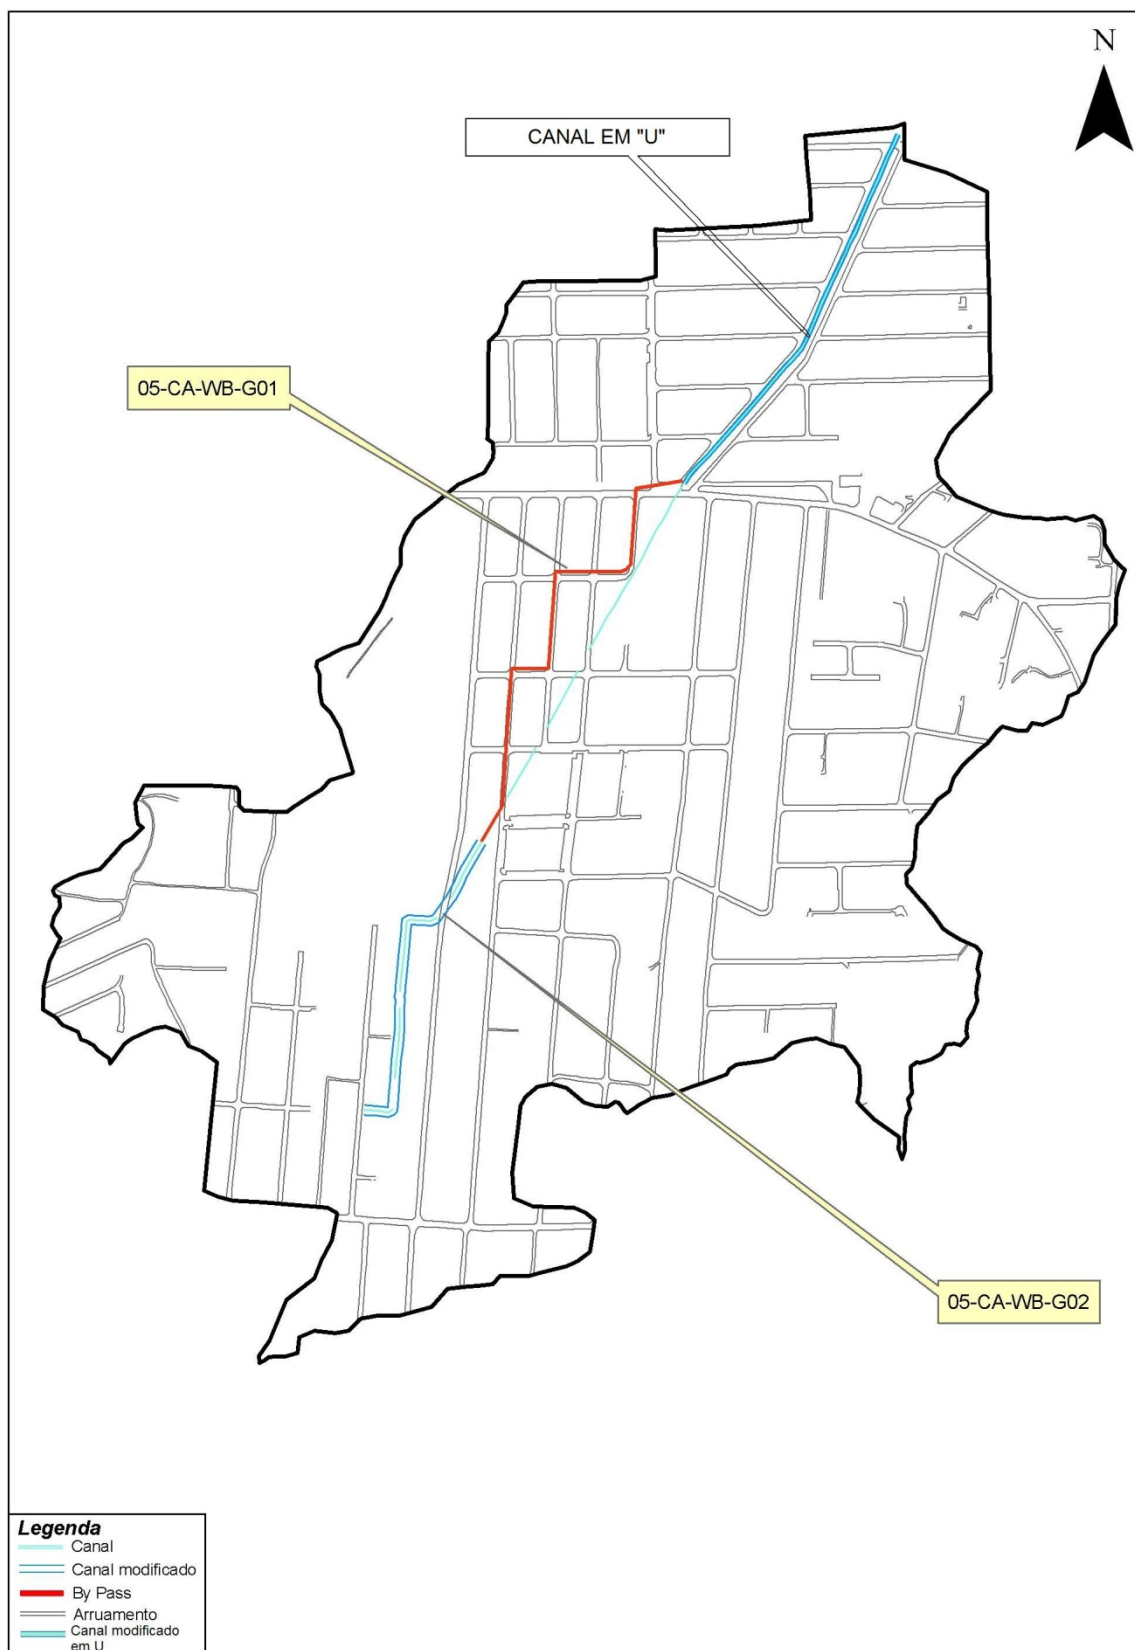 N
CANAL EM "U"
05-CA-WB-G01
05-CA-WB-G02
Legenda
Canal
Canal modificado
By Pass
Arruamento
Canal modificado
em U